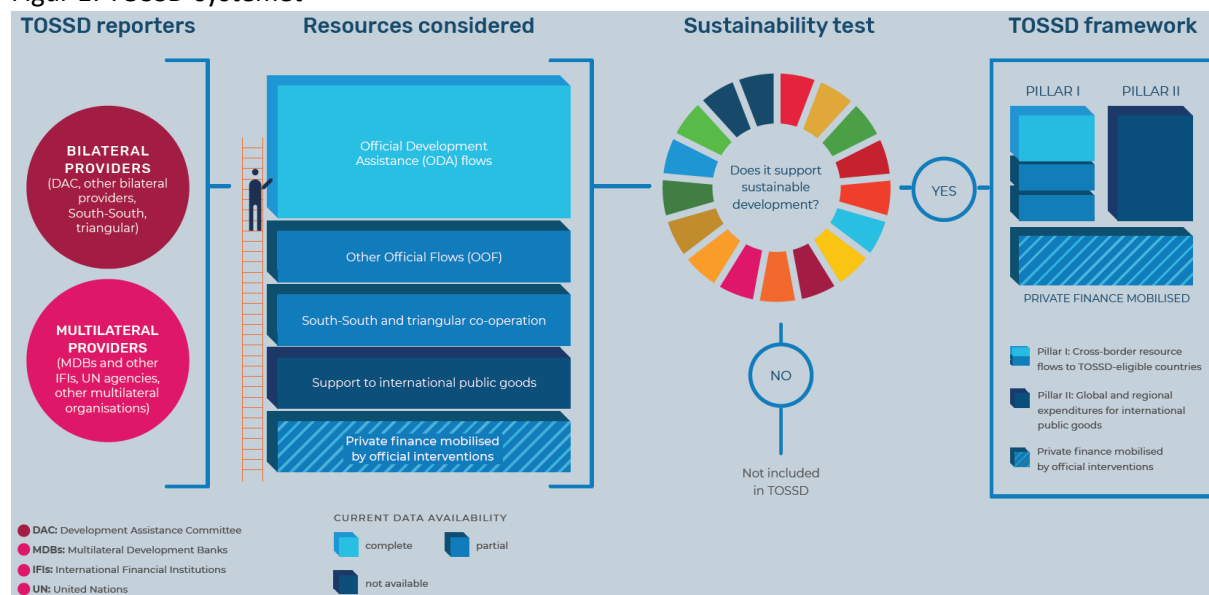 Figur 1: TOSSD-systemet
TOSSD reporters
Resources considered
Sustainability test
TOSSD framework
BILATERAL
PROVIDERS
(DAC, other bilateral
providers,
South-South,
triangular)
MULTILATERAL
PROVIDERS
(MDBs and other
IFIs, UN agencies,
other multilateral
organisations)
Official Development
Assistance (ODA) flows
Other Official Flows (OOF)
South-South and triangular co-operation
Support to international public goods
Private finance mobilised
by official interventions
Does it support
sustainable
development?
YES
NO
Not included
in TOSSD
PILLAR I
PILLAR II
PRIVATE FINANCE MOBILISED
Pillar I: Cross-border resource
flows to TOSSD-eligible countries
Pillar II: Global and regional
expenditures for international
public goods
Private finance mobilised
by official interventions
DAC: Development Assistance Committee
MDBs: Multilateral Development Banks
IFIs: International Financial Institutions
UN: United Nations
CURRENT DATA AVAILABILITY
complete
partial
not available